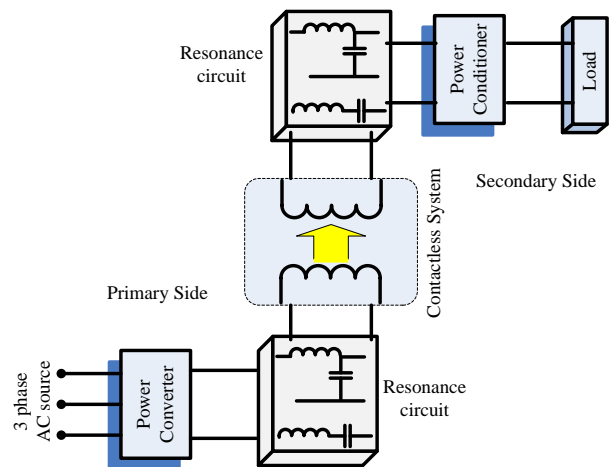 Resonance
circuit
Power
Conditioner
Load
Secondary Side
Contactless System
Primary Side
3 phase
AC source
Power
Converter
Resonance
circuit